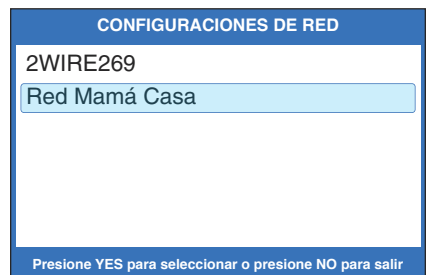 CONFIGURACIONES DE RED
2WIRE269
Red Mamá Casa
Presione YES para seleccionar o presione NO para salir